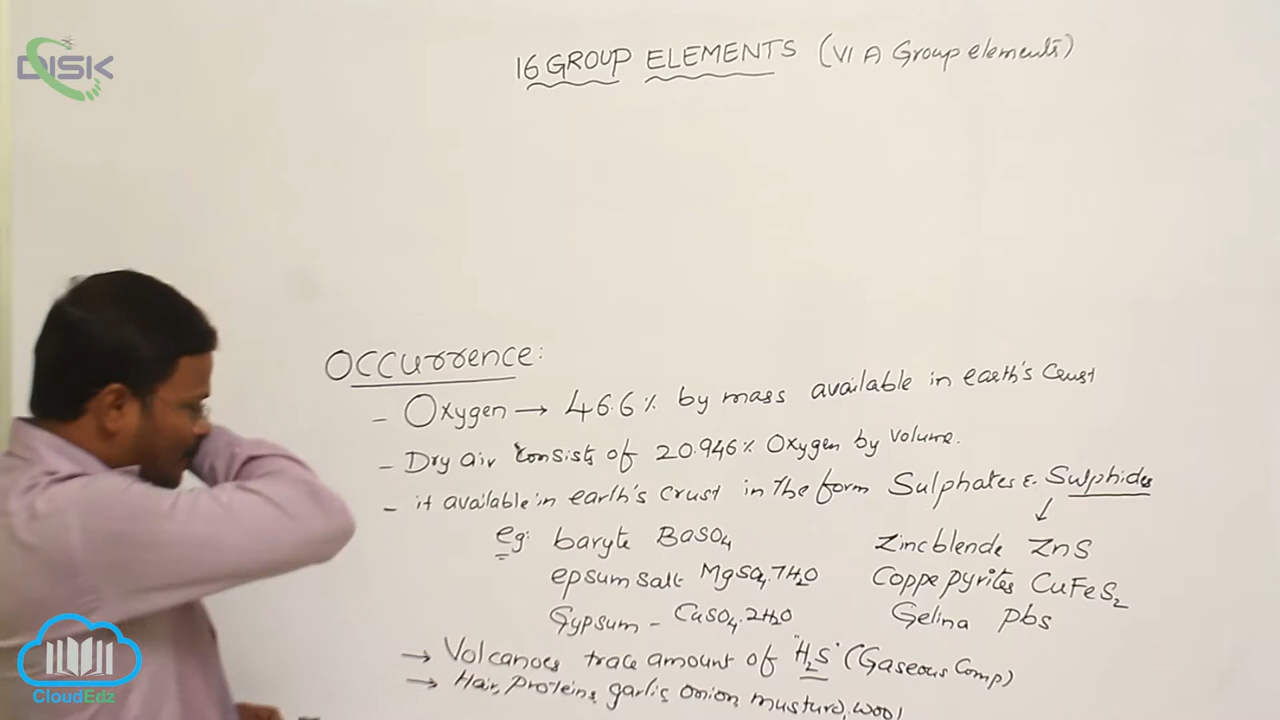 DISK
16 GROUP ELEMENTS (VI A Group elements)
Occurrence:
- Oxygen → 46.6% by mass available in earth's Crust
- Dry air consists of 20.946% Oxygen by volume.
- it available in earth's crust in the form Sulphates & Sulphides
eg: baryte BaSO4 Zincblende ZnS
epsum salt MgSO4.7H2O Coppe pyrites CuFeS2
Gypsum - CaSO4.2H2O Gelina Pbs
→ Volcanoes trace amount of "H2S" (Gaseous Comp)
→ Hair, Proteins, garlic onion musturd, wool
CloudEdz